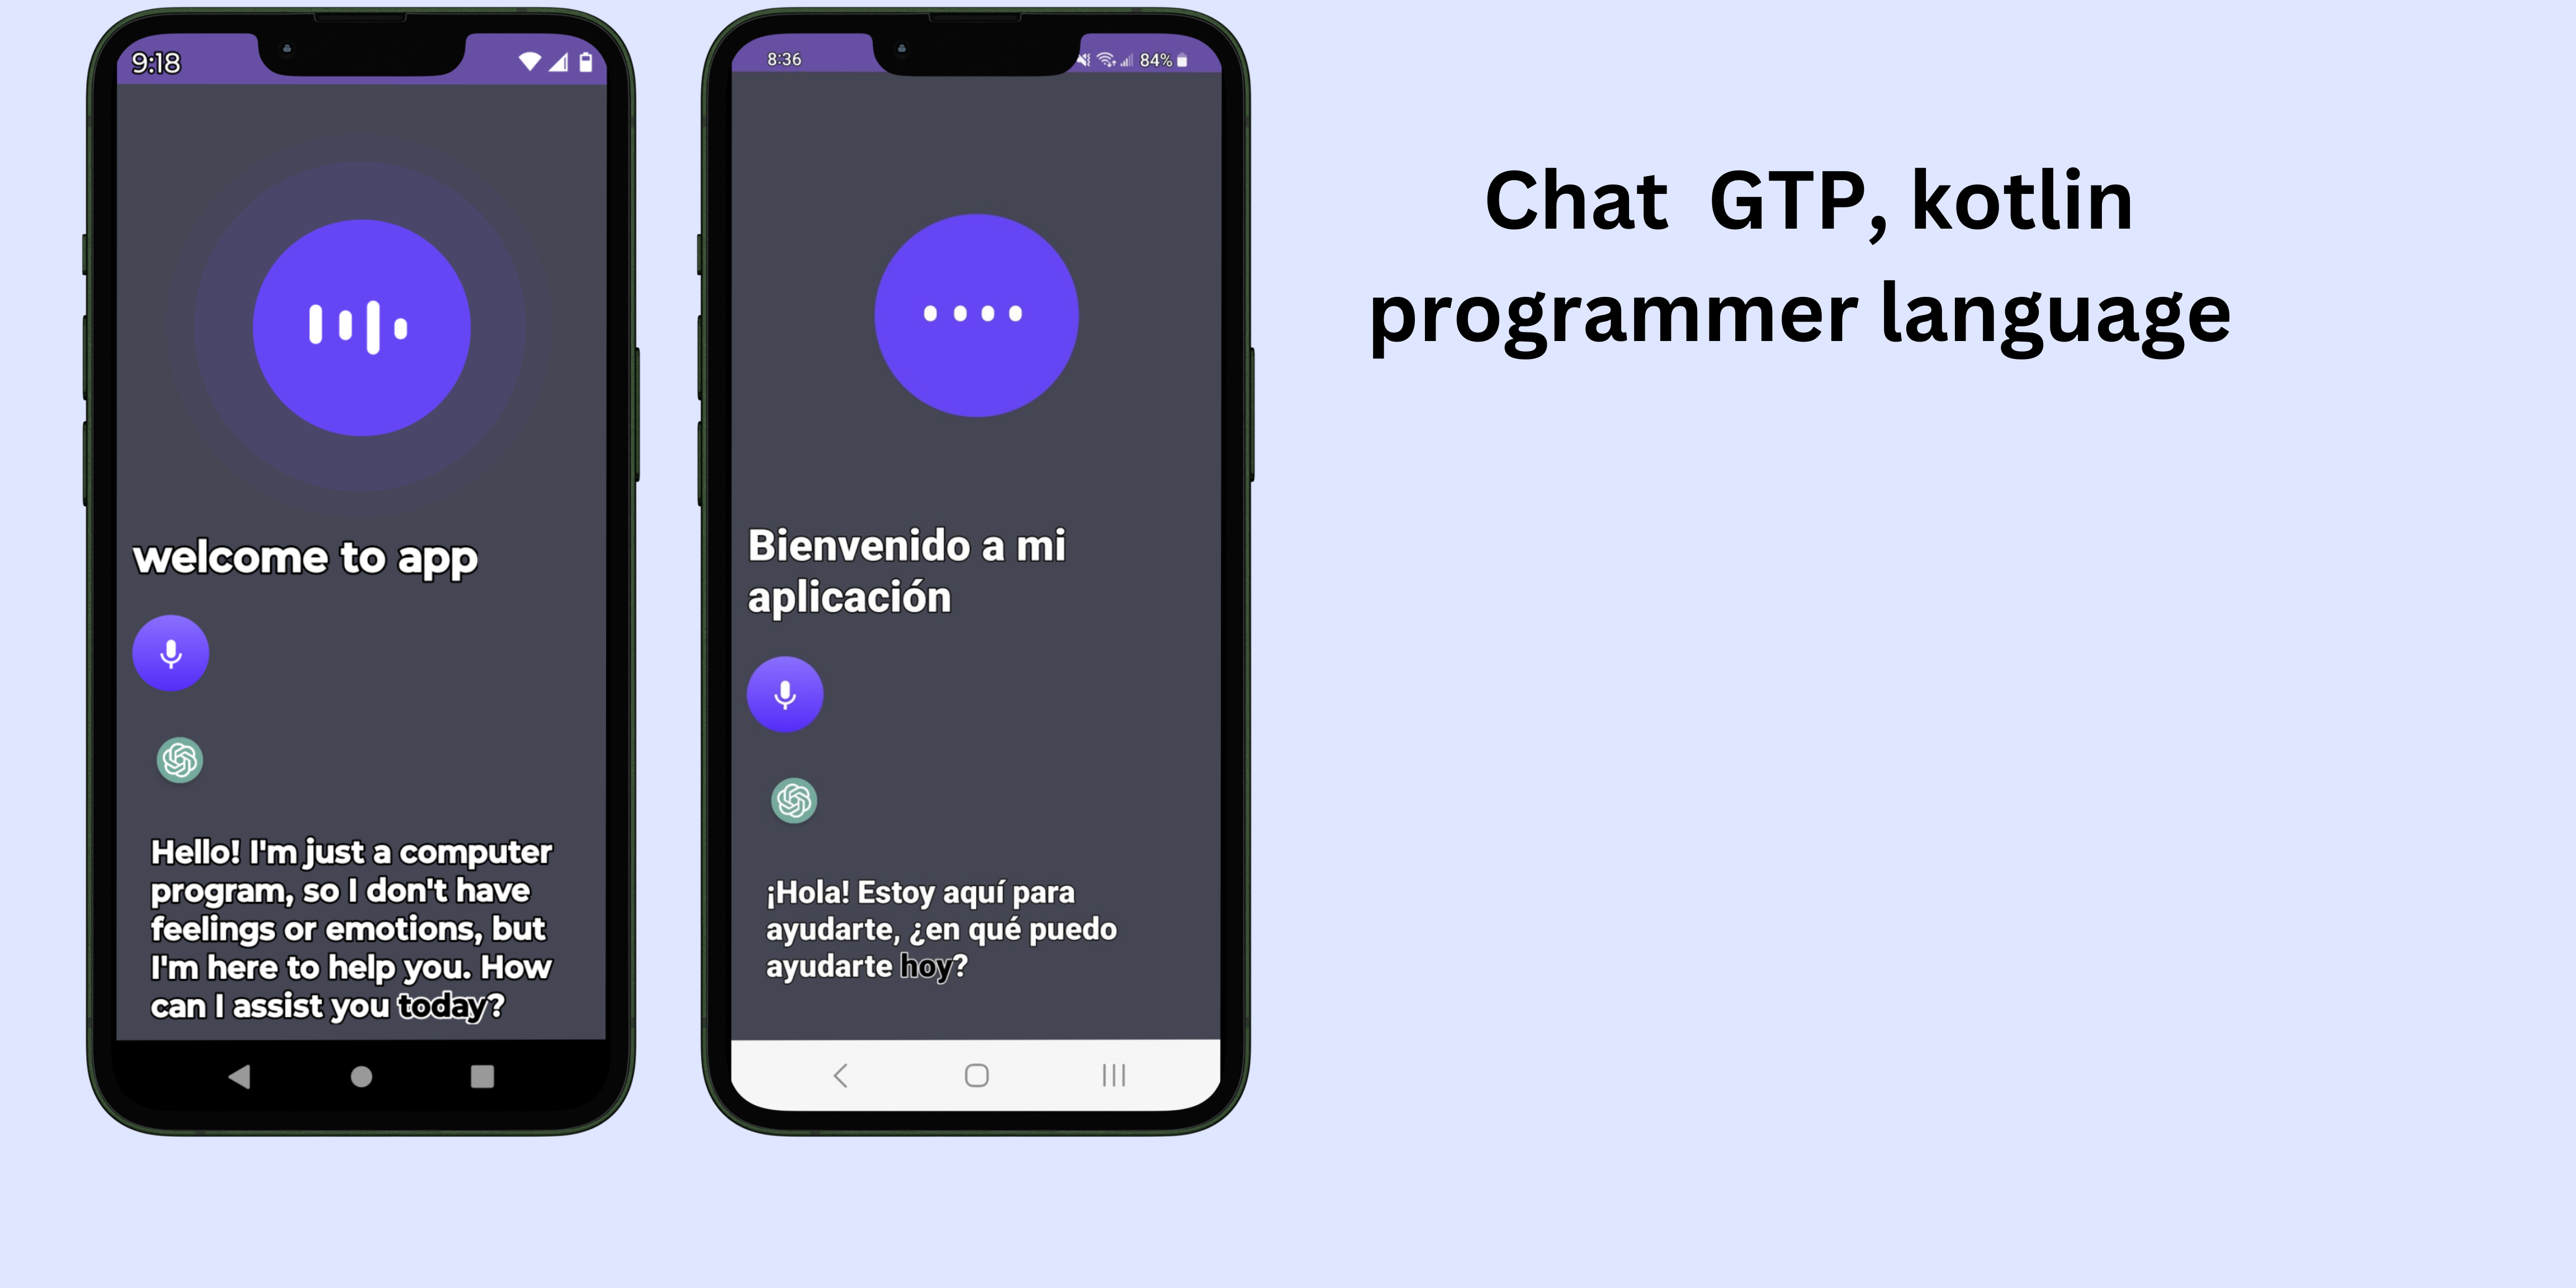 9:18
welcome to app
Hello! I'm just a computer
program, so I don't have
feelings or emotions, but
I'm here to help you. How
can I assist you today?
8:36
84%
Bienvenido a mi
aplicación
¡Hola! Estoy aquí para
ayudarte, ¿en qué puedo
ayudarte hoy?
Chat  GTP, kotlin
programmer language